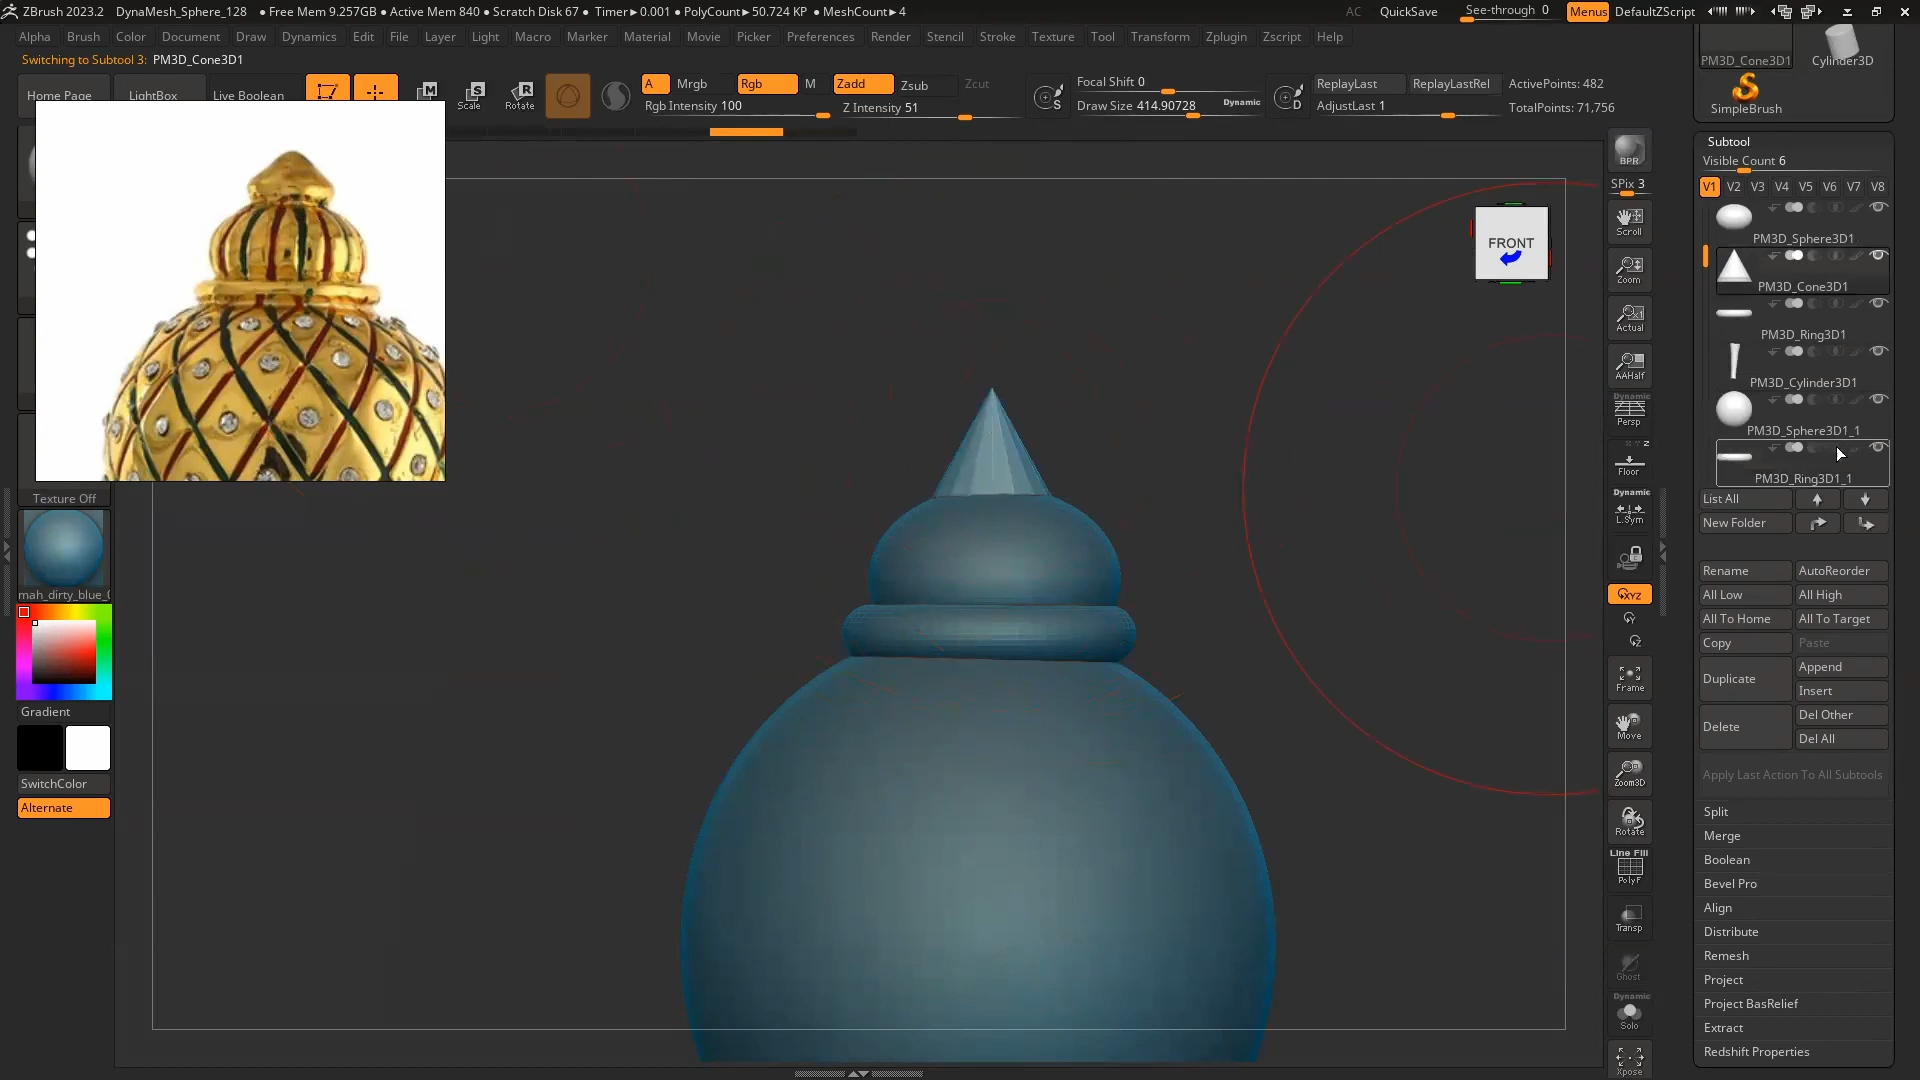 ZBrush 2023.2 DynaMesh_Sphere_128 ● Free Mem 9.257GB ● Active Mem 840 ● Scratch Disk 67 ● Timer►0.001 ● PolyCount►50.724 KP ● MeshCount►4 AC QuickSave See-through 0 Menus DefaultZScript
Alpha Brush Color Document Draw Dynamics Edit File Layer Light Macro Marker Material Movie Picker Preferences Render Stencil Stroke Texture Tool Transform Zplugin Zscript Help
Switching to Subtool 3: PM3D_Cone3D1
Home Page LightBox Live Boolean
M Scale Rotate
A Mrgb Rgb M Zadd Zsub Zcut
Rgb Intensity 100 Z Intensity 51
S Focal Shift 0
Draw Size 414.90728 Dynamic
D ReplayLast ReplayLastRel ActivePoints: 482
AdjustLast 1 TotalPoints: 71,756
PM3D_Cone3D1 Cylinder3D
SimpleBrush
Subtool
Visible Count 6
V1 V2 V3 V4 V5 V6 V7 V8
PM3D_Sphere3D1
PM3D_Cone3D1
PM3D_Ring3D1
PM3D_Cylinder3D1
PM3D_Sphere3D1_1
PM3D_Ring3D1_1
List All
New Folder
Rename AutoReorder
All Low All High
All To Home All To Target
Copy Paste
Duplicate Append
Insert
Delete Del Other
Del All
Apply Last Action To All Subtools
Split
Merge
Boolean
Bevel Pro
Align
Distribute
Remesh
Project
Project BasRelief
Extract
Redshift Properties
BPR
SPix 3
Scroll
Zoom
Actual
AAHalf
Dynamic
Persp
Floor
Dynamic
L.Sym
XYZ
Frame
Move
Zoom3D
Rotate
Line Fill
PolyF
Transp
Ghost
Dynamic
Solo
Xpose
FRONT
Texture Off
mah_dirty_blue_
Gradient
SwitchColor
Alternate